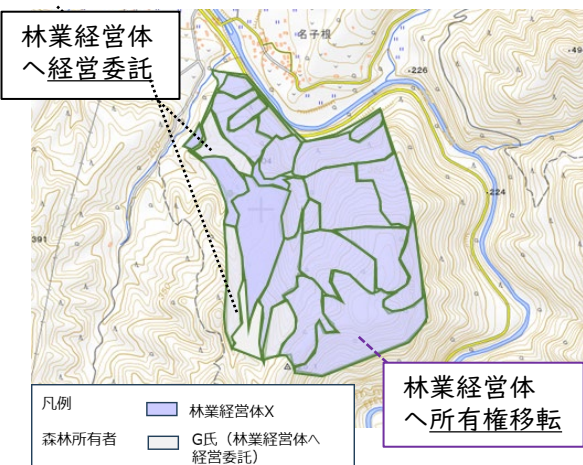 林業経営体
へ経営委託
名子根
・226
・224
391
林業経営体
へ所有権移転
凡例
林業経営体X
森林所有者
G氏（林業経営体へ
経営委託）